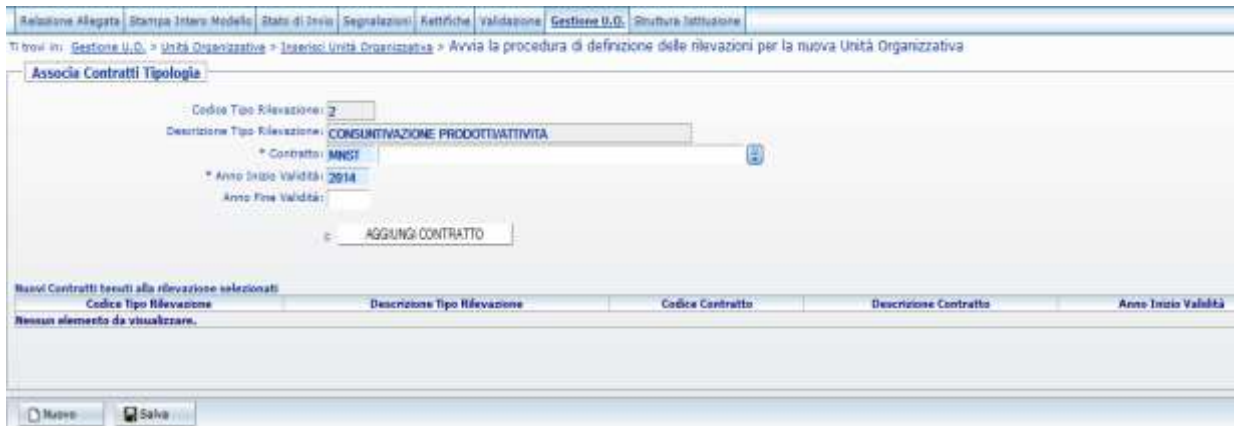 Relazione Allegata Stampa Intero Modello Stato di Invio Segnalazioni Rettifiche Validazione Gestione U.O. Struttura Istituzione
Ti trovi in: Gestione U.O. > Unità Organizzative > Inserisci Unità Organizzativa > Avvia la procedura di definizione delle rilevazioni per la nuova Unità Organizzativa
Associa Contratti Tipologia
Codice Tipo Rilevazione: 2
Descrizione Tipo Rilevazione: CONSUNTIVAZIONE PRODOTTI/ATTIVITA
* Contratto: MNST
* Anno Inizio Validità: 2014
Anno Fine Validità:
c AGGIUNGI CONTRATTO
Nuovi Contratti tenuti alla rilevazione selezionati
Codice Tipo Rilevazione Descrizione Tipo Rilevazione Codice Contratto Descrizione Contratto Anno Inizio Validità
Nessun elemento da visualizzare.
Nuovo Salva